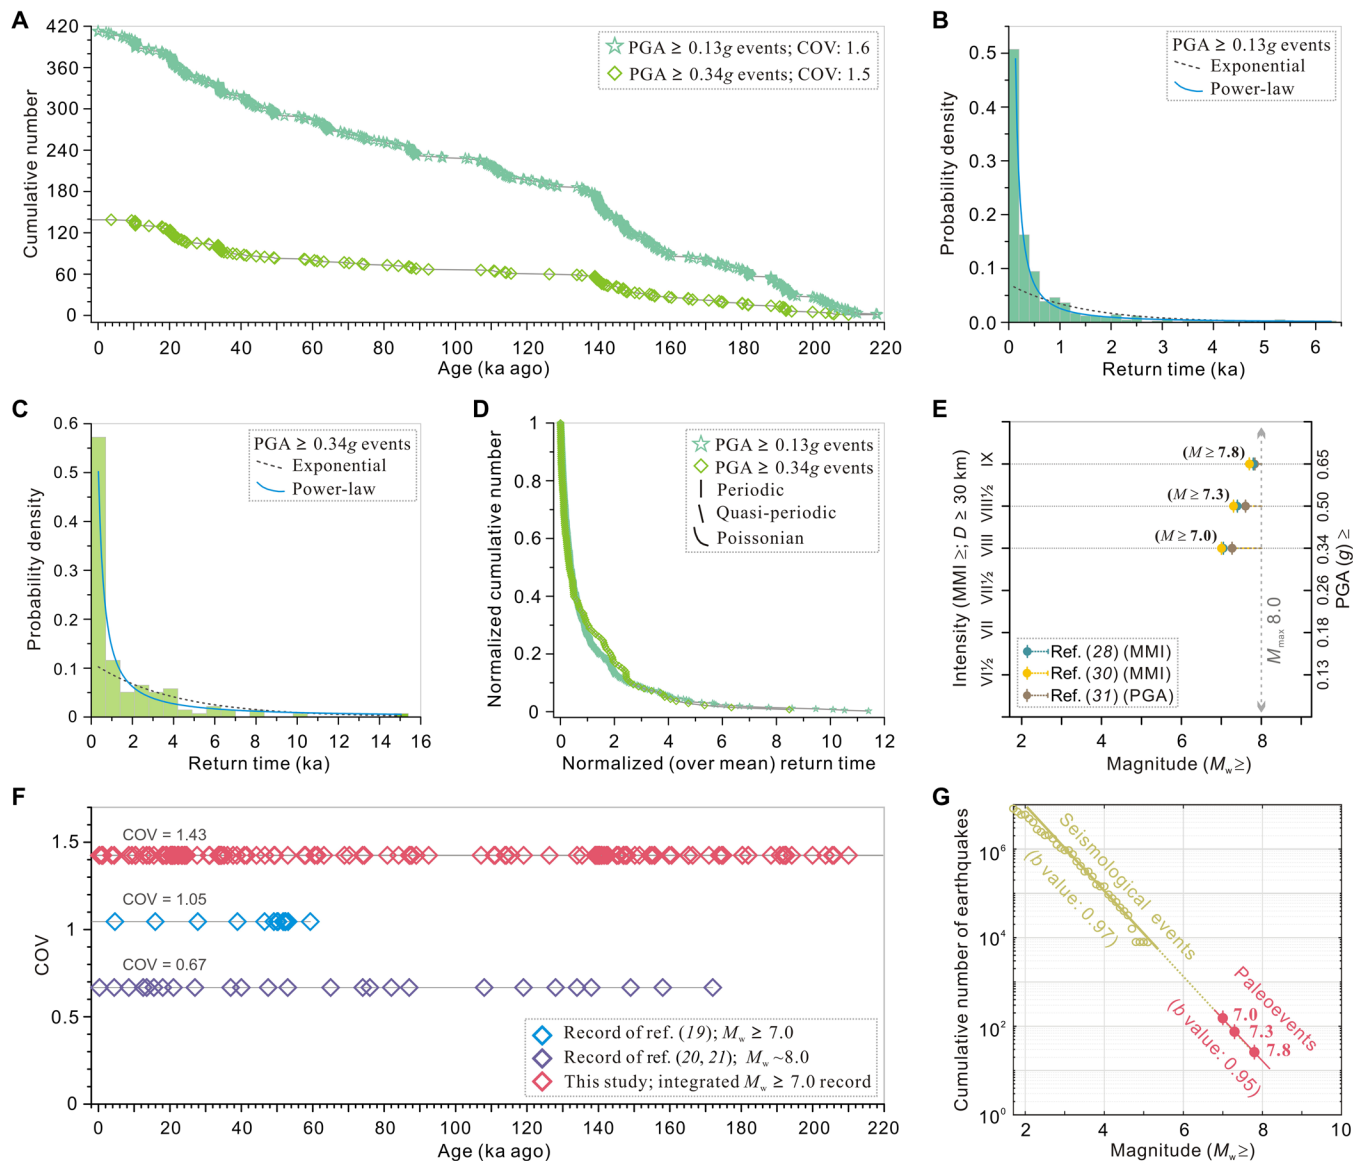 A
420
360
300
240
180
120
60
0
Cumulative number
PGA ≥ 0.13g events; COV: 1.6
PGA ≥ 0.34g events; COV: 1.5
0 20 40 60 80 100 120 140 160 180 200 220
Age (ka ago)
B
0.5
0.4
0.3
0.2
0.1
0.0
Probability density
PGA ≥ 0.13g events
Exponential
Power-law
0 1 2 3 4 5 6
Return time (ka)
C
0.6
0.5
0.4
0.3
0.2
0.1
0
Probability density
PGA ≥ 0.34g events
Exponential
Power-law
0 2 4 8 12 16
Return time (ka)
D
1
0.8
0.6
0.4
0.2
0
Normalized cumulative number
PGA ≥ 0.13g events
PGA ≥ 0.34g events
Periodic
Quasi-periodic
Poissonian
0 2 4 6 8 10 12
Normalized (over mean) return time
E
Intensity (MMI ≥; D ≥ 30 km)
IX
VIII½
VIII
VII½
VII
VI½
(M ≥ 7.8)
(M ≥ 7.3)
(M ≥ 7.0)
Mmax 8.0
0.65
0.50
0.34
0.26
0.18
0.13
PGA (g) ≥
Ref. (28) (MMI)
Ref. (30) (MMI)
Ref. (31) (PGA)
2 4 6 7 8
Magnitude (Mw≥)
F
1.5
1
0.5
0
COV
COV = 1.43
COV = 1.05
COV = 0.67
Record of ref. (19); Mw ≥ 7.0
Record of ref. (20, 21); Mw ~8.0
This study; integrated Mw ≥ 7.0 record
0 20 40 60 80 100 120 140 160 180 200 220
Age (ka ago)
G
10⁶
10⁴
10²
10⁰
Cumulative number of earthquakes
Seismological events
(b value: 0.97)
Paleoevents
(b value: 0.95)
7.0
7.3
7.8
2 4 6 8 10
Magnitude (Mw≥)